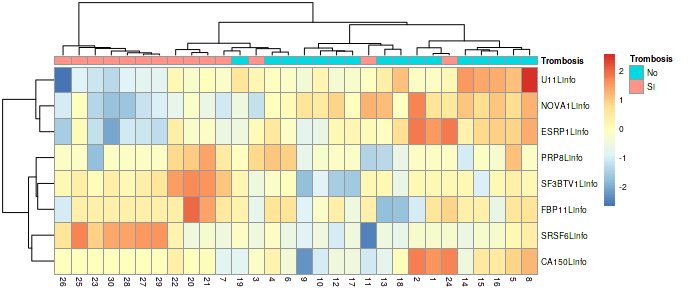 Trombosis
U11Linfo
NOVA1Linfo
ESRP1Linfo
PRP8Linfo
SF3BTV1Linfo
FBP11Linfo
SRSF6Linfo
CA150Linfo
26 25 23 30 28 27 29 22 20 21 7 19 3 4 6 9 10 12 17 11 13 18 2 1 24 14 15 16 5 8
2
1
0
-1
-2
Trombosis
No
Si